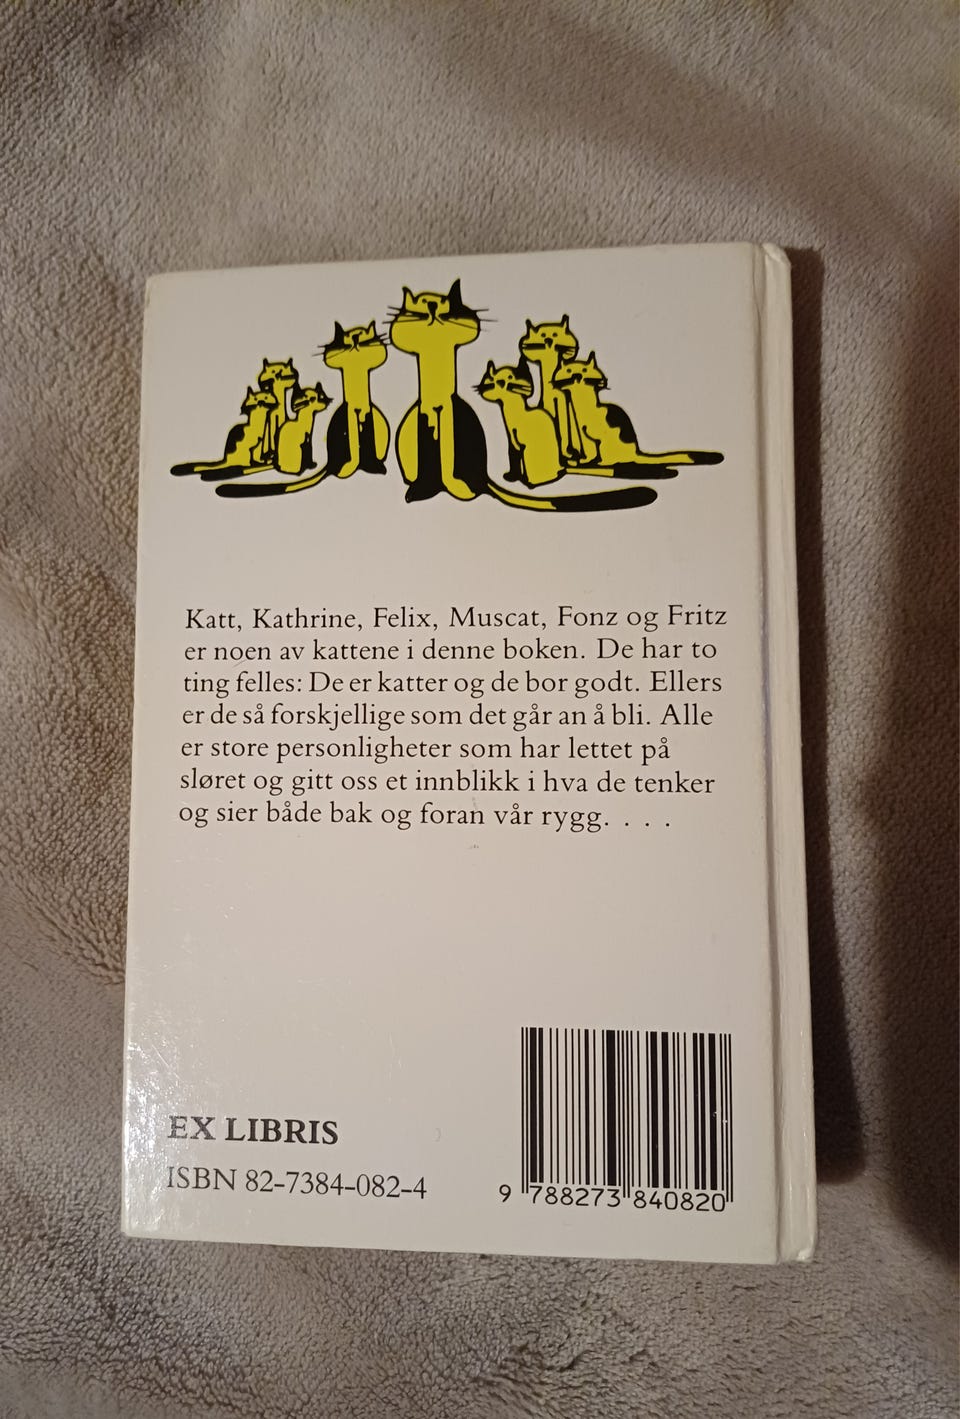 Katt, Kathrine, Felix, Muscat, Fonz og Fritz
er noen av kattene i denne boken. De har to
ting felles: De er katter og de bor godt. Ellers
er de så forskjellige som det går an å bli. Alle
er store personligheter som har lettet på
sløret og gitt oss et innblikk i hva de tenker
og sier både bak og foran vår rygg. . . .
EX LIBRIS
ISBN 82-7384-082-4
9 788273 840820